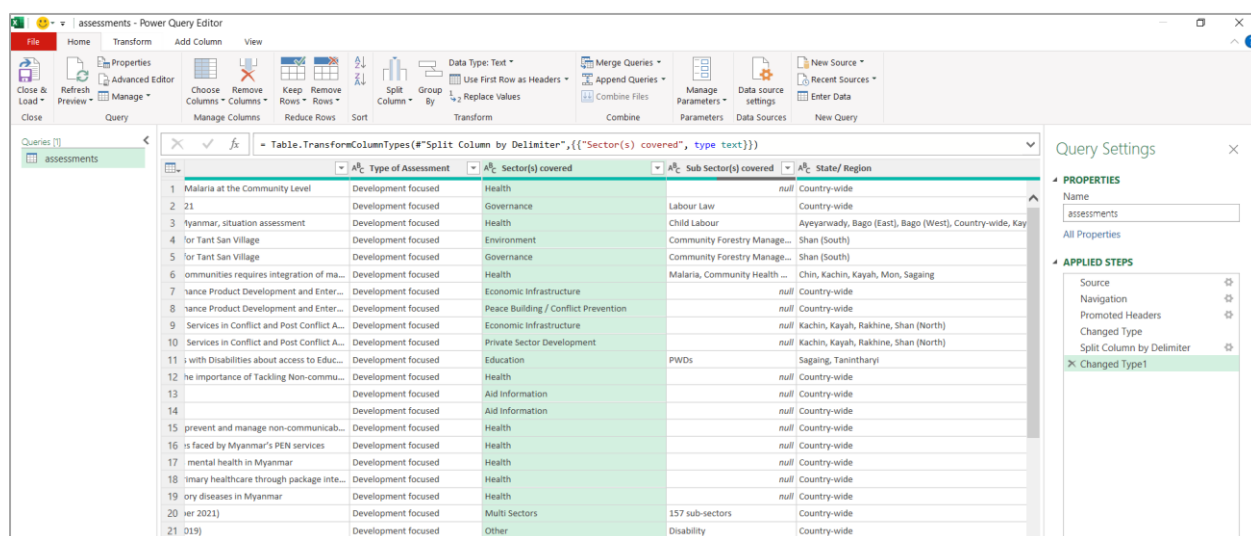 assessments - Power Query Editor
File Home Transform Add Column View
Close & Load
Refresh Preview
Properties
Advanced Editor
Manage
Choose Columns
Remove Columns
Keep Rows
Remove Rows
Split Column
Group By
Data Type: Text
Use First Row as Headers
Replace Values
Merge Queries
Append Queries
Combine Files
Manage Parameters
Data source settings
New Source
Recent Sources
Enter Data
Close Query Manage Columns Reduce Rows Sort Transform Combine Parameters Data Sources New Query
Queries [1]
assessments
fx = Table.TransformColumnTypes(#"Split Column by Delimiter",{{"Sector(s) covered", type text}})
Type of Assessment Sector(s) covered Sub Sector(s) covered State/ Region
1 Malaria at the Community Level Development focused Health null Country-wide
2 21 Development focused Governance Labour Law Country-wide
3 Myanmar, situation assessment Development focused Health Child Labour Ayeyarwady, Bago (East), Bago (West), Country-wide, Kay
4 for Tant San Village Development focused Environment Community Forestry Manage... Shan (South)
5 for Tant San Village Development focused Governance Community Forestry Manage... Shan (South)
6 ommunities requires integration of ma... Development focused Health Malaria, Community Health ... Chin, Kachin, Kayah, Mon, Sagaing
7 nance Product Development and Enter... Development focused Economic Infrastructure null Country-wide
8 nance Product Development and Enter... Development focused Peace Building / Conflict Prevention null Country-wide
9 Services in Conflict and Post Conflict A... Development focused Economic Infrastructure null Kachin, Kayah, Rakhine, Shan (North)
10 Services in Conflict and Post Conflict A... Development focused Private Sector Development null Kachin, Kayah, Rakhine, Shan (North)
11 s with Disabilities about access to Educ... Development focused Education PWDs Sagaing, Tanintharyi
12 he importance of Tackling Non-commu... Development focused Health null Country-wide
13 Development focused Aid Information null Country-wide
14 Development focused Aid Information null Country-wide
15 prevent and manage non-communicab... Development focused Health null Country-wide
16 s faced by Myanmar's PEN services Development focused Health null Country-wide
17 mental health in Myanmar Development focused Health null Country-wide
18 rimary healthcare through package inte... Development focused Health null Country-wide
19 ory diseases in Myanmar Development focused Health null Country-wide
20 er 2021) Development focused Multi Sectors 157 sub-sectors Country-wide
21 019) Development focused Other Disability Country-wide
Query Settings
PROPERTIES
Name
assessments
All Properties
APPLIED STEPS
Source
Navigation
Promoted Headers
Changed Type
Split Column by Delimiter
Changed Type1